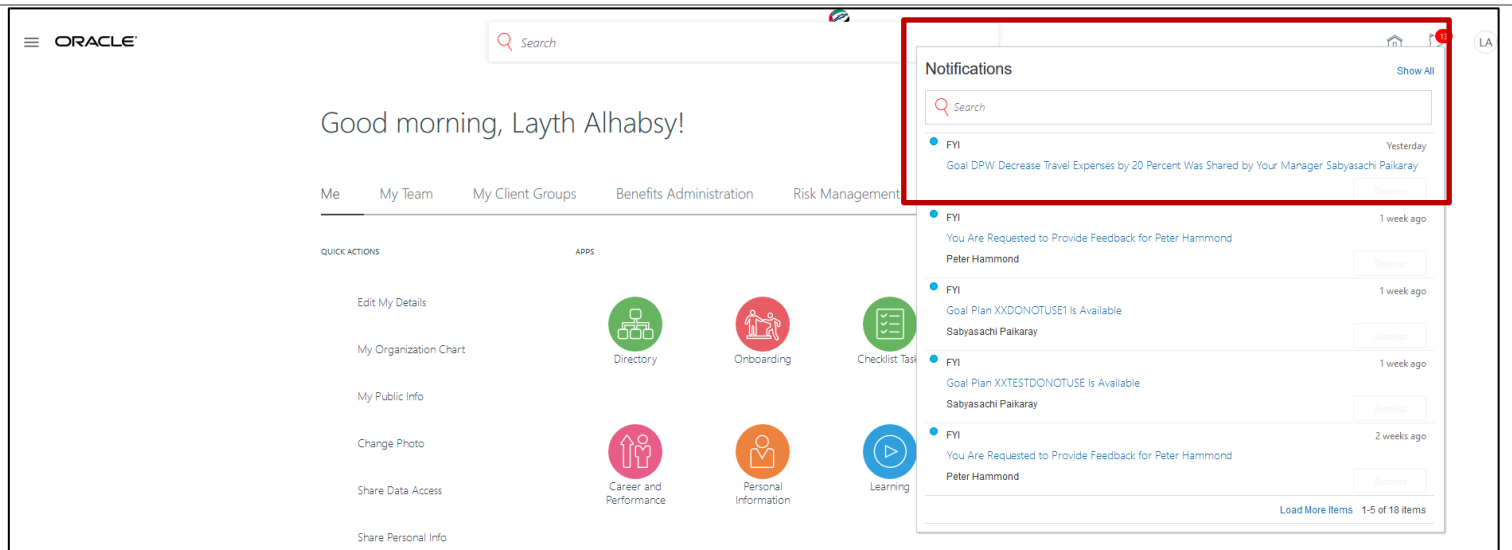 ORACLE
Search
13
LA
Good morning, Layth Alhabsy!
Me My Team My Client Groups Benefits Administration Risk Management
QUICK ACTIONS
Edit My Details
My Organization Chart
My Public Info
Change Photo
Share Data Access
Share Personal Info
APPS
Directory
Onboarding
Checklist Tas
Career and
Performance
Personal
Information
Learning
Notifications
Show All
Search
FYI Yesterday
Goal DPW Decrease Travel Expenses by 20 Percent Was Shared by Your Manager Sabyasachi Paikaray
Dismiss
FYI 1 week ago
You Are Requested to Provide Feedback for Peter Hammond
Peter Hammond
Dismiss
FYI 1 week ago
Goal Plan XXDONOTUSE1 Is Available
Sabyasachi Paikaray
Dismiss
FYI 1 week ago
Goal Plan XXTESTDONOTUSE Is Available
Sabyasachi Paikaray
Dismiss
FYI 2 weeks ago
You Are Requested to Provide Feedback for Peter Hammond
Peter Hammond
Dismiss
Load More Items 1-5 of 18 items